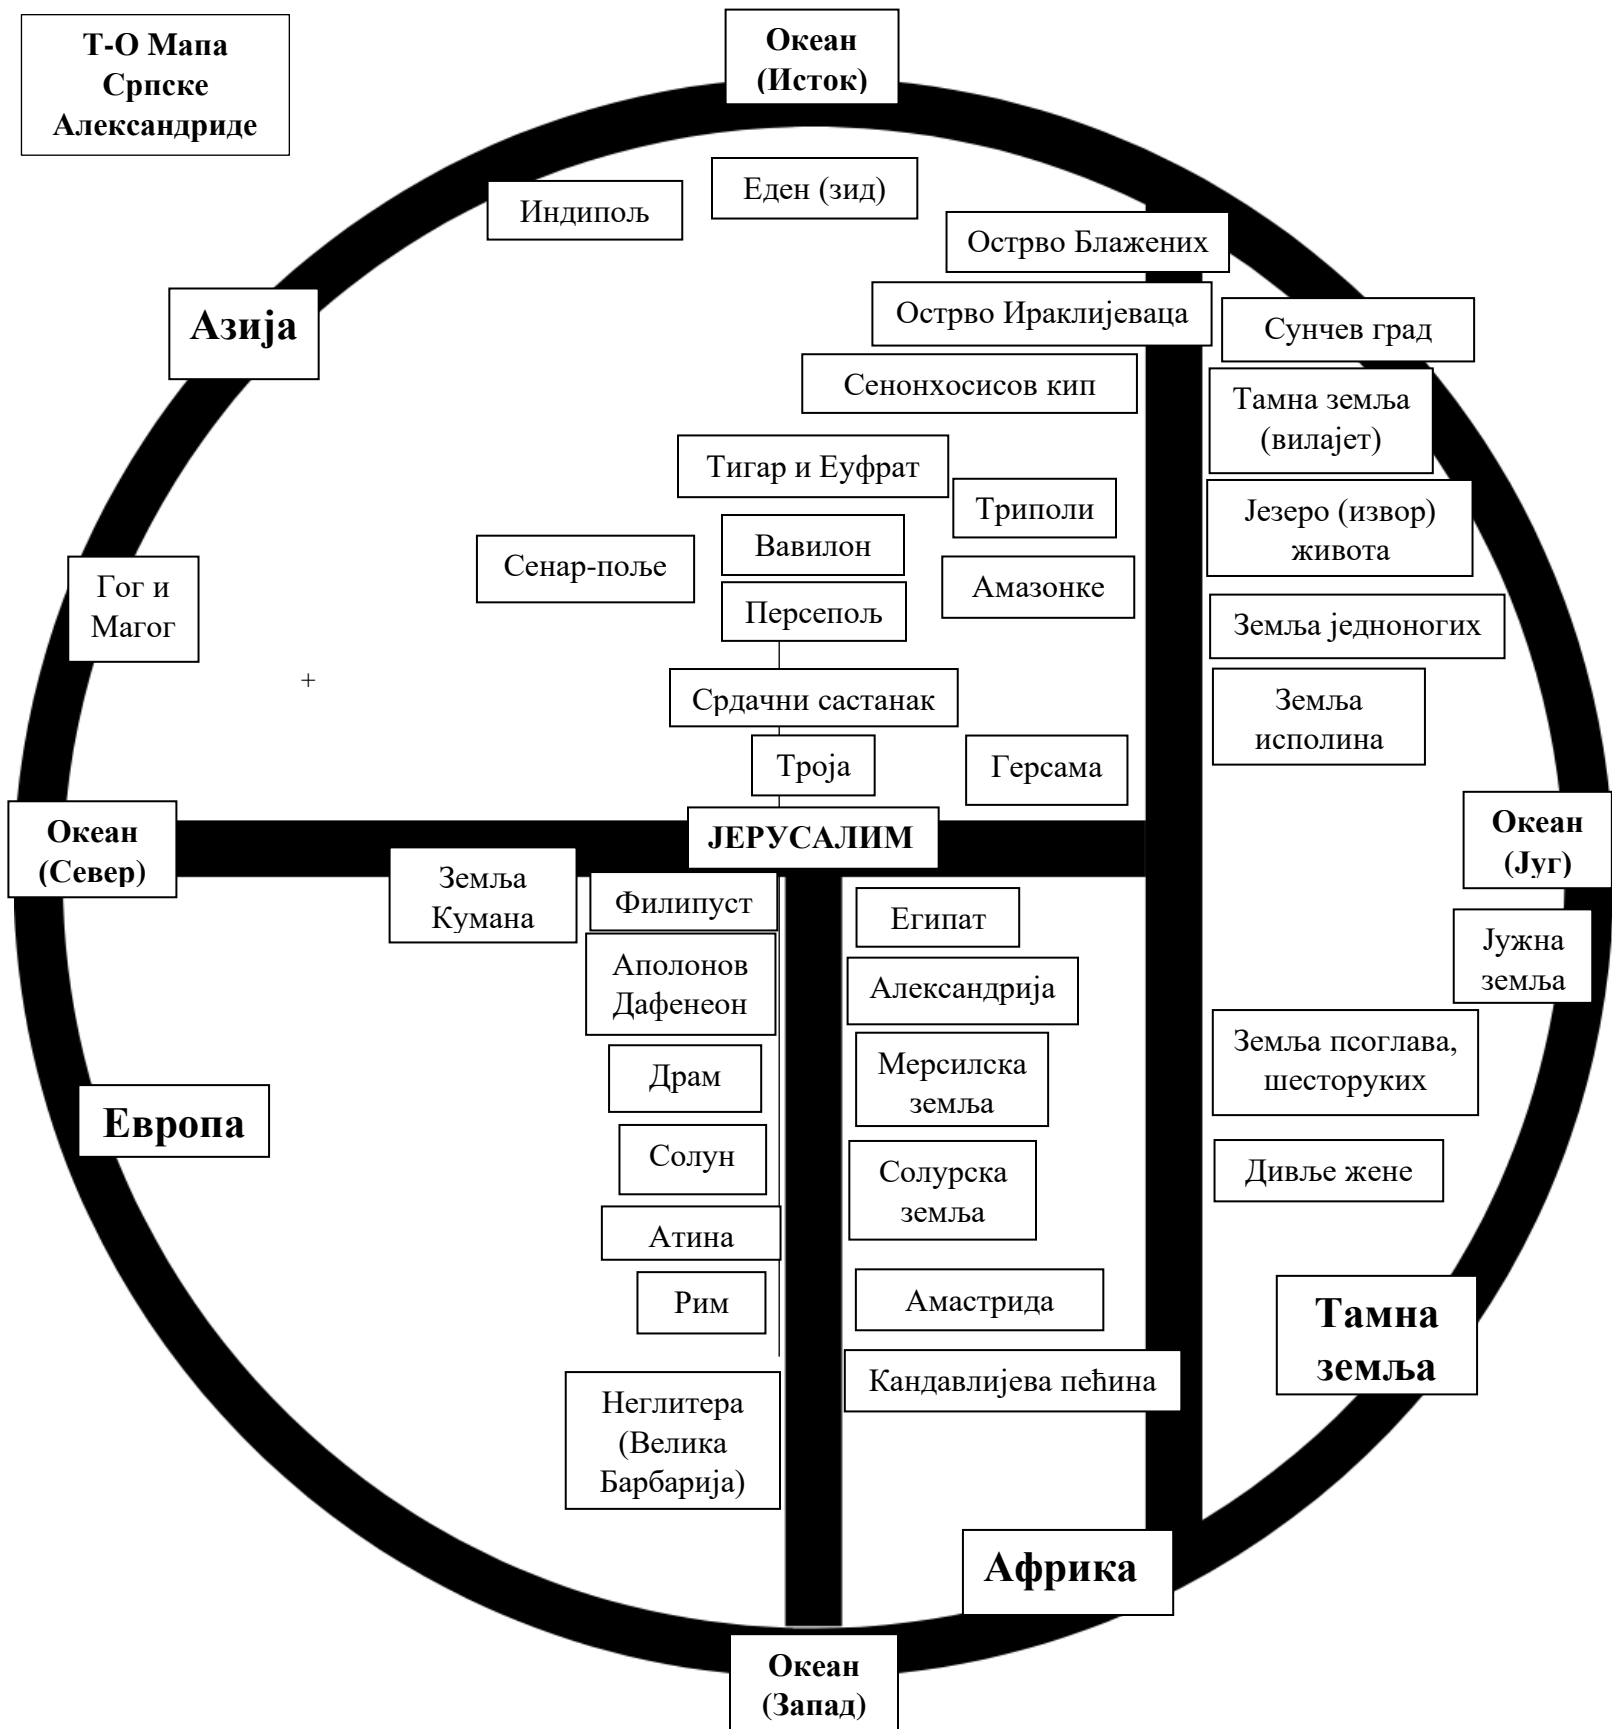 Т-О Мапа
Српске
Александриде
Океан
(Исток)
Еден (зид)
Индипољ
Острво Блажених
Острво Ираклијеваца
Азија
Сунчев град
Сенонхосисов кип
Тамна земља
(вилајет)
Тигар и Еуфрат
Триполи
Језеро (извор)
живота
Вавилон
Сенар-поље
Амазонке
Персепољ
Гог и
Магог
Земља једноногих
+
Срдачни састанак
Земља
исполина
Троја
Герсама
Океан
(Север)
ЈЕРУСАЛИМ
Океан
(Југ)
Земља
Кумана
Филипуст
Египат
Јужна
земља
Аполонов
Дафенеон
Александрија
Земља псоглава,
шесторуких
Драм
Мерсилска
земља
Европа
Солун
Солурска
земља
Дивље жене
Атина
Рим
Амастрида
Тамна
земља
Кандавлијева пећина
Неглитера
(Велика
Барбарија)
Африка
Океан
(Запад)